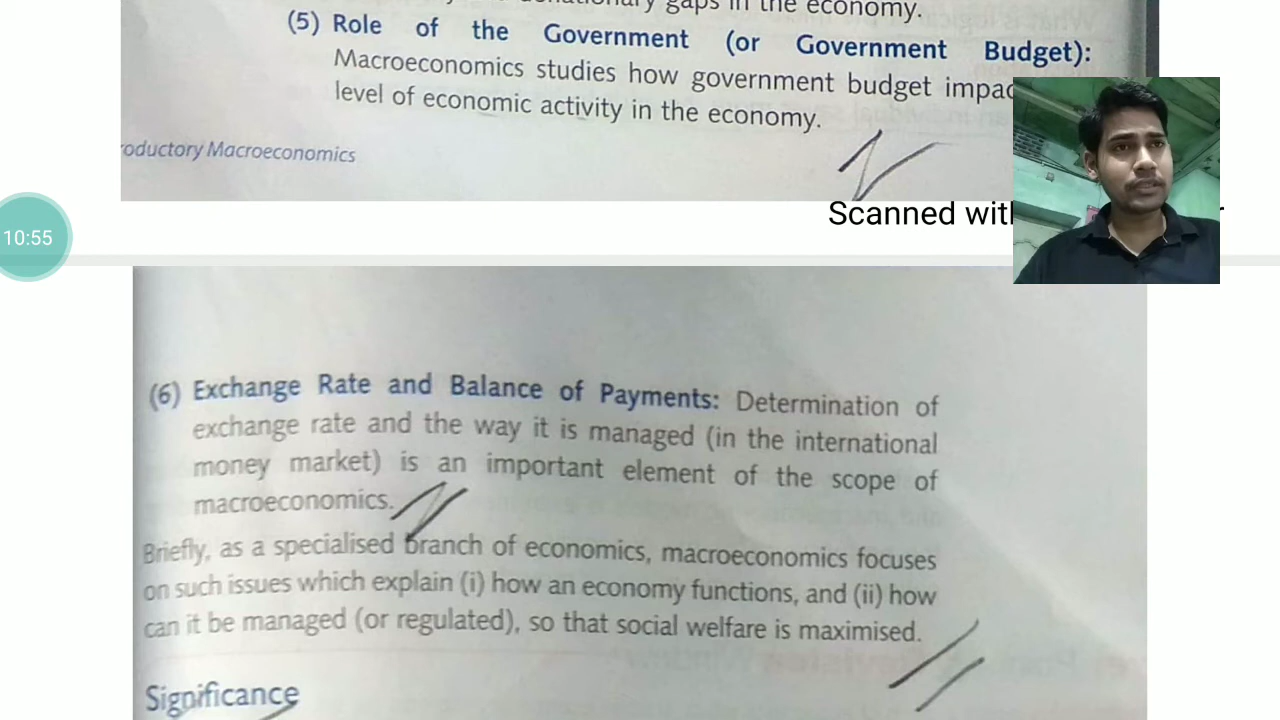 gaps in the economy.
(5) Role of the Government (or Government Budget):
Macroeconomics studies how government budget
level of economic activity in the economy.
Macroeconomics
Scanned
10:55
(6) Exchange Rate and Balance of Payments: Determination of
exchange rate and the way it is managed (in the international
money market) is an important element of the scope of
macroeconomics.
Briefly, as a specialised branch of economics, macroeconomics focuses
on such issues which explain (i) how an economy functions, and (ii) how
can it be managed (or regulated), so that social welfare is maximised.
Significance